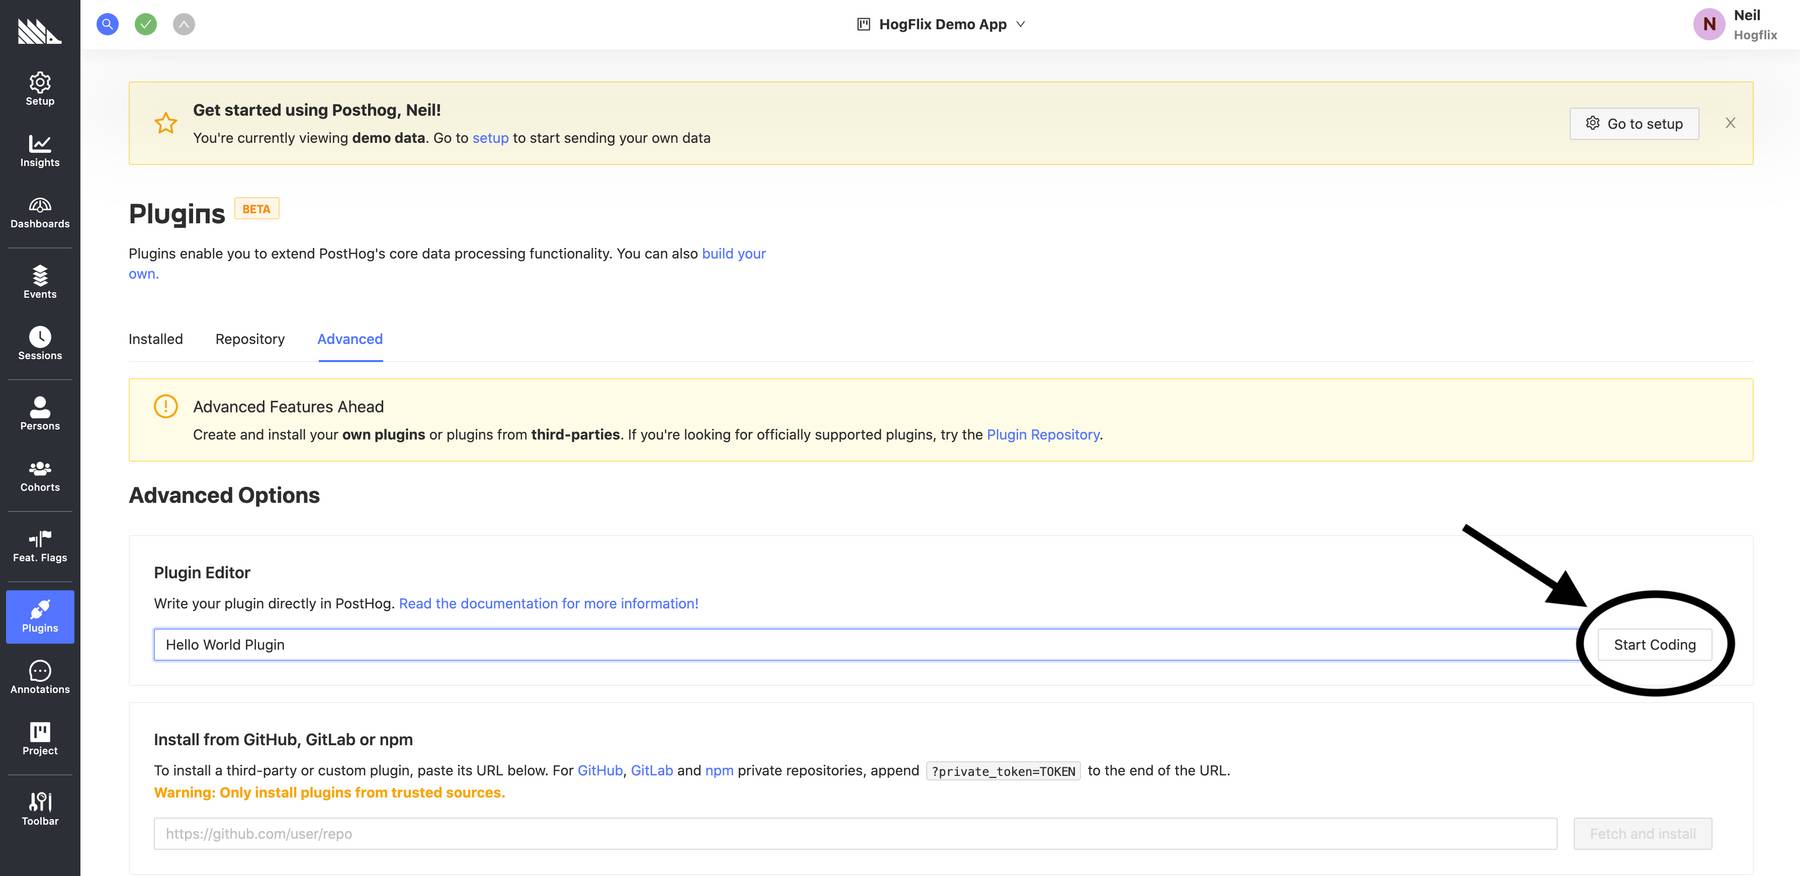 HogFlix Demo App
N
Neil
Hogflix
Setup
Insights
Dashboards
Events
Sessions
Persons
Cohorts
Feat. Flags
Plugins
Annotations
Project
Toolbar
Get started using Posthog, Neil!
You're currently viewing demo data. Go to setup to start sending your own data
Go to setup
Plugins BETA
Plugins enable you to extend PostHog's core data processing functionality. You can also build your
own.
Installed Repository Advanced
Advanced Features Ahead
Create and install your own plugins or plugins from third-parties. If you're looking for officially supported plugins, try the Plugin Repository.
Advanced Options
Plugin Editor
Write your plugin directly in PostHog. Read the documentation for more information!
Hello World Plugin
Start Coding
Install from GitHub, GitLab or npm
To install a third-party or custom plugin, paste its URL below. For GitHub, GitLab and npm private repositories, append ?private_token=TOKEN to the end of the URL.
Warning: Only install plugins from trusted sources.
https://github.com/user/repo
Fetch and install